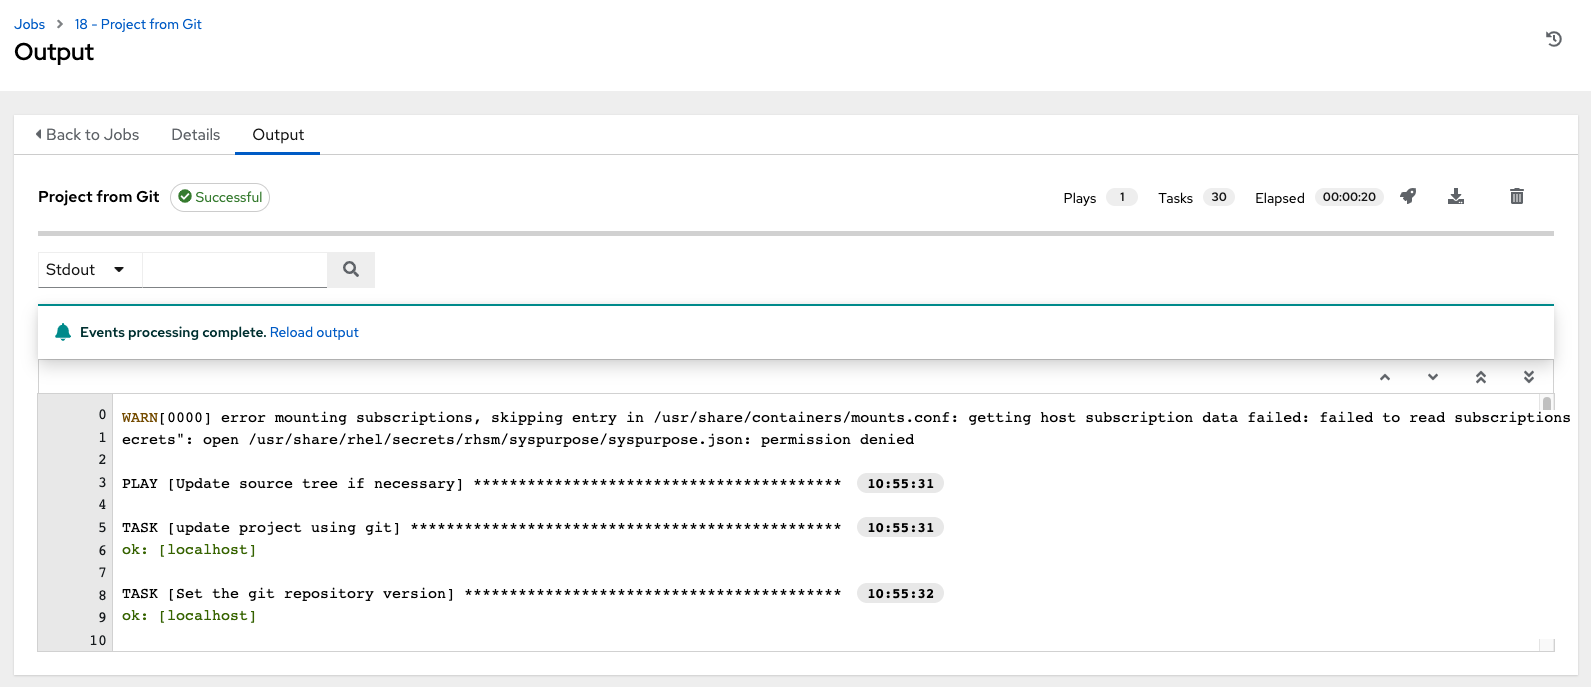 Jobs > 18 - Project from Git
Output
Back to Jobs Details Output
Project from Git Successful Plays 1 Tasks 30 Elapsed 00:00:20
Stdout
Events processing complete. Reload output
0 WARN[0000] error mounting subscriptions, skipping entry in /usr/share/containers/mounts.conf: getting host subscription data failed: failed to read subscriptions
1 ecrets": open /usr/share/rhel/secrets/rhsm/syspurpose/syspurpose.json: permission denied
2
3 PLAY [Update source tree if necessary] ***************************************** 10:55:31
4
5 TASK [update project using git] ************************************************ 10:55:31
6 ok: [localhost]
7
8 TASK [Set the git repository version] ****************************************** 10:55:32
9 ok: [localhost]
10